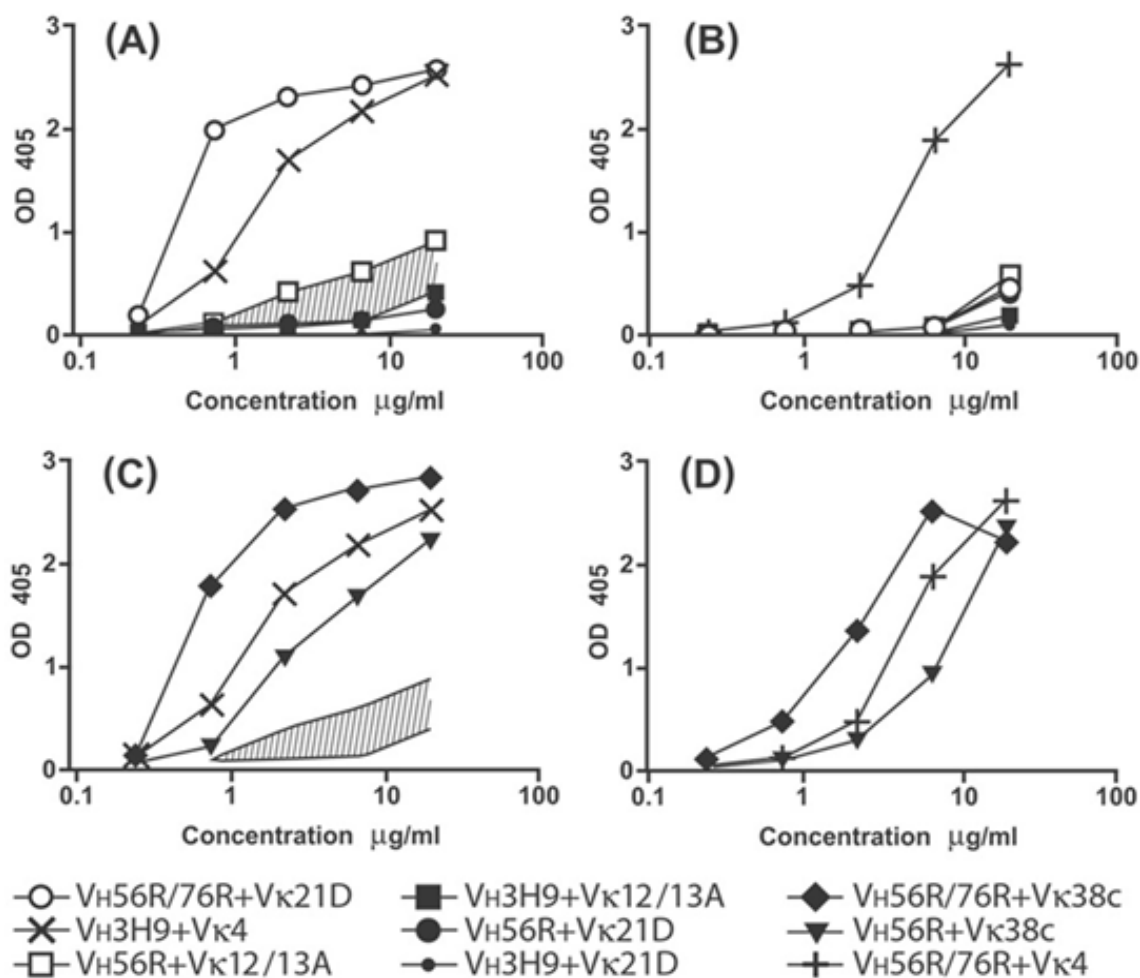 (A)
3
2
1
0
OD 405
0.1 1 10 100
Concentration μg/ml
(B)
3
2
1
0
OD 405
0.1 1 10 100
Concentration μg/ml
(C)
3
2
1
0
OD 405
0.1 1 10 100
Concentration μg/ml
(D)
3
2
1
0
OD 405
0.1 1 10 100
Concentration μg/ml
VH56R/76R+Vκ21D
VH3H9+Vκ4
VH56R+Vκ12/13A
VH3H9+Vκ12/13A
VH56R+Vκ21D
VH3H9+Vκ21D
VH56R/76R+Vκ38c
VH56R+Vκ38c
VH56R/76R+Vκ4